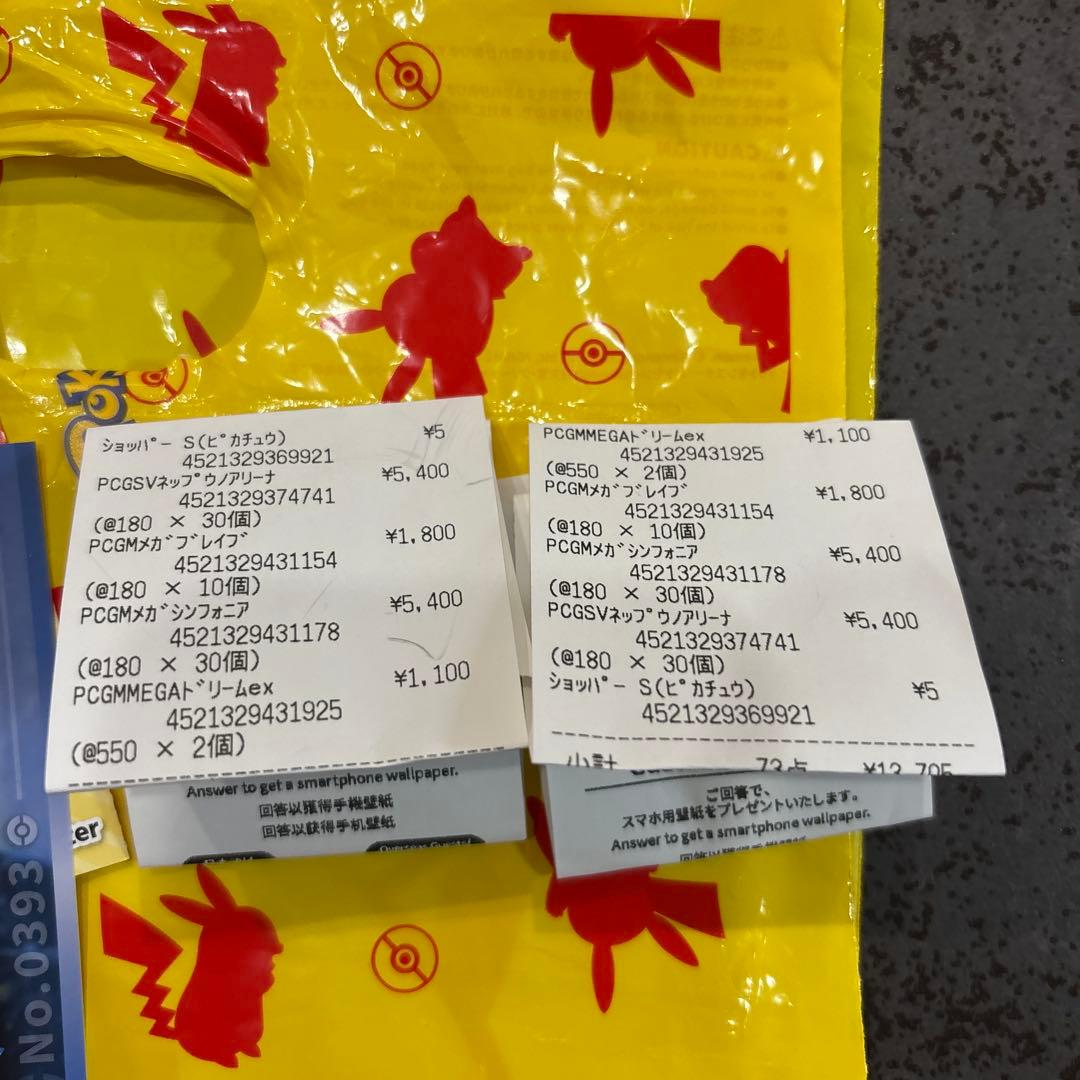 ショッパー S(ピカチュウ) ¥5
4521329369921
PCGSVネップウノアリーナ ¥5,400
4521329374741
(@180 × 30個)
PCGMメガブレイブ ¥1,800
4521329431154
(@180 × 10個)
PCGMメガシンフォニア ¥5,400
4521329431178
(@180 × 30個)
PCGMMEGAドリームex ¥1,100
4521329431925
(@550 × 2個)
Answer to get a smartphone wallpaper.
回答以獲得手機壁紙
回答以获得手机壁纸
PCGMMEGAドリームex ¥1,100
4521329431925
(@550 × 2個)
PCGMメガブレイブ ¥1,800
4521329431154
(@180 × 10個)
PCGMメガシンフォニア ¥5,400
4521329431178
(@180 × 30個)
PCGSVネップウノアリーナ ¥5,400
4521329374741
(@180 × 30個)
ショッパー S(ピカチュウ) ¥5
4521329369921
小計 73点 ¥13,705
ご回答で、
スマホ用壁紙をプレゼントいたします。
Answer to get a smartphone wallpaper.
ter
No.0393
CAUTION